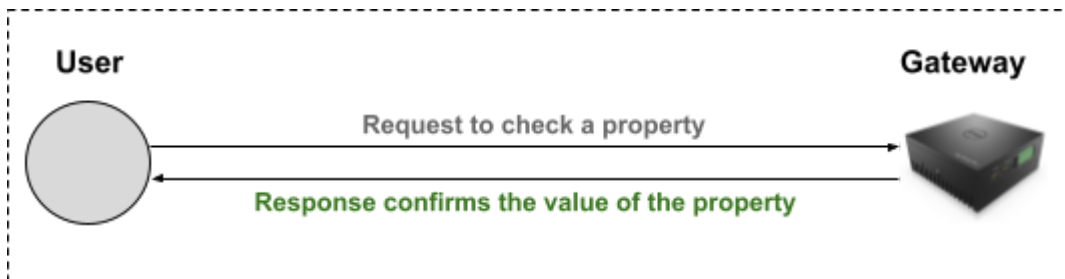 User
Gateway
Request to check a property
Response confirms the value of the property